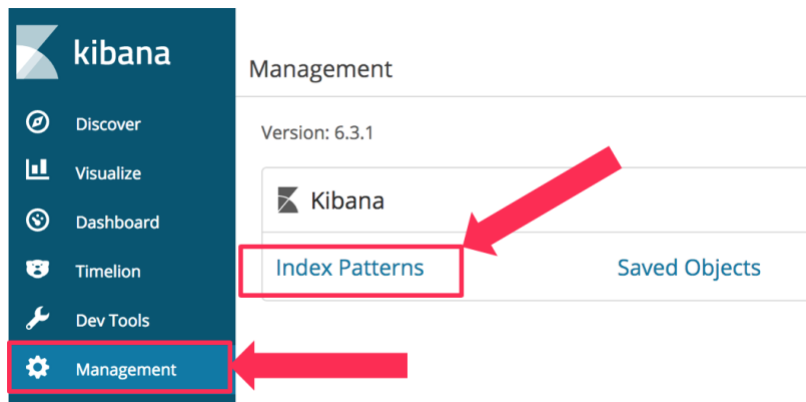 kibana
Discover
Visualize
Dashboard
Timelion
Dev Tools
Management
Management
Version: 6.3.1
Kibana
Index Patterns
Saved Objects